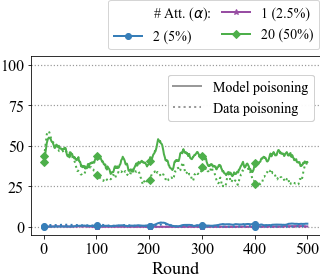 # Att. (α):
1 (2.5%)
2 (5%)
20 (50%)
Model poisoning
Data poisoning
100
75
50
25
0
0 100 200 300 400 500
Round